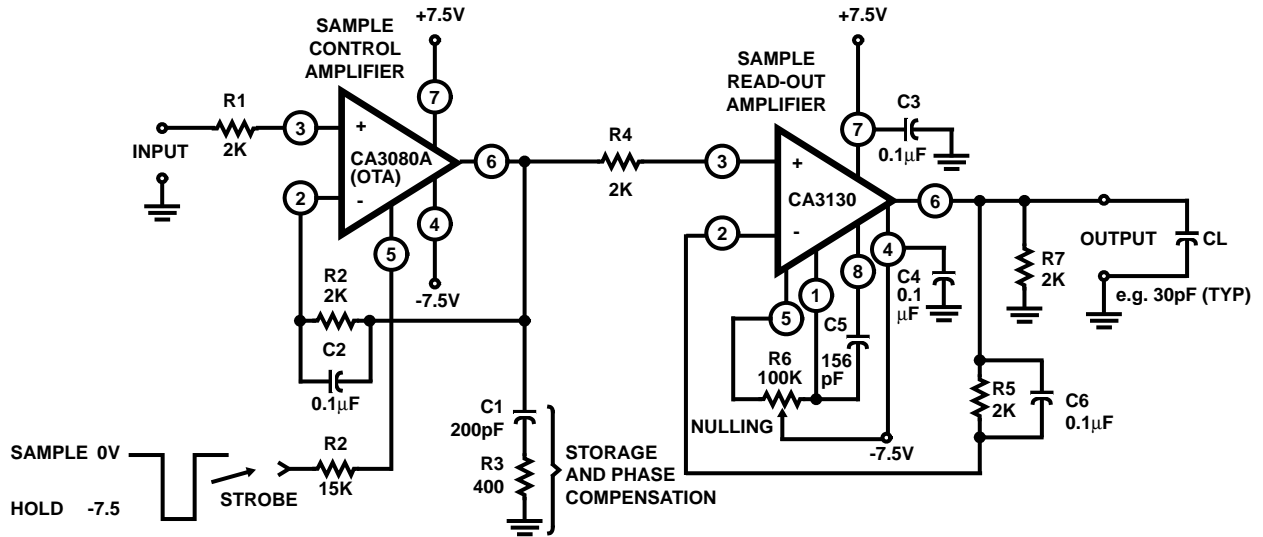 +7.5V
SAMPLE
CONTROL
AMPLIFIER
7
R1
2K
3
+
INPUT
CA3080A
(OTA)
6
2
-
4
5
-7.5V
R2
2K
C2
0.1μF
R2
15K
SAMPLE 0V
HOLD -7.5
STROBE
C1
200pF
R3
400
STORAGE
AND PHASE
COMPENSATION
R4
2K
+7.5V
SAMPLE
READ-OUT
AMPLIFIER
7
C3
0.1μF
3
+
CA3130
6
2
-
4
8
1
5
C4
0.1
μF
C5
156
pF
R6
100K
NULLING
-7.5V
R7
2K
OUTPUT
CL
e.g. 30pF (TYP)
R5
2K
C6
0.1μF